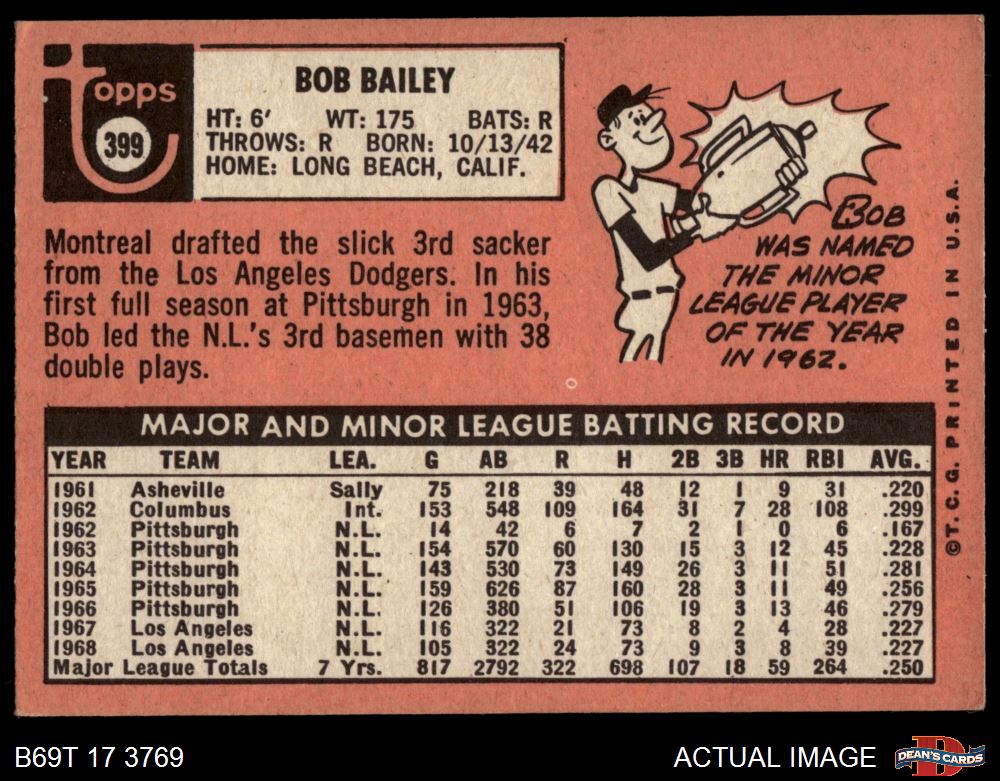 topps
399
BOB BAILEY
HT: 6' WT: 175 BATS: R
THROWS: R BORN: 10/13/42
HOME: LONG BEACH, CALIF.
Montreal drafted the slick 3rd sacker
from the Los Angeles Dodgers. In his
first full season at Pittsburgh in 1963,
Bob led the N.L.'s 3rd basemen with 38
double plays.
BOB
WAS NAMED
THE MINOR
LEAGUE PLAYER
OF THE YEAR
IN 1962.
©T.C.G. PRINTED IN U.S.A.
MAJOR AND MINOR LEAGUE BATTING RECORD
YEAR TEAM LEA. G AB R H 2B 3B HR RBI AVG.
1961 Asheville Sally 75 218 39 48 12 1 9 31 .220
1962 Columbus Int. 153 548 109 164 31 7 28 108 .299
1962 Pittsburgh N.L. 14 42 6 7 2 1 0 6 .167
1963 Pittsburgh N.L. 154 570 60 130 15 3 12 45 .228
1964 Pittsburgh N.L. 143 530 73 149 26 3 11 51 .281
1965 Pittsburgh N.L. 159 626 87 160 28 3 11 49 .256
1966 Pittsburgh N.L. 126 380 51 106 19 3 13 46 .279
1967 Los Angeles N.L. 116 322 21 73 8 2 4 28 .227
1968 Los Angeles N.L. 105 322 24 73 9 3 8 39 .227
Major League Totals 7 Yrs. 817 2792 322 698 107 18 59 264 .250
B69T 17 3769
ACTUAL IMAGE
D
DEAN'S CARDS